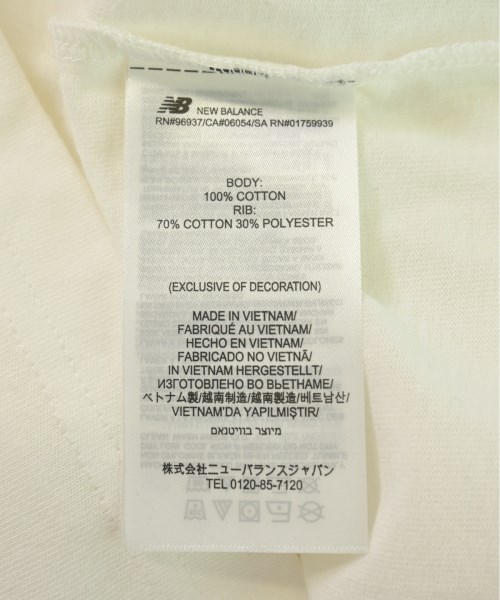 NB NEW BALANCE
RN#96937/CA#06054/SA RN#01759939
BODY:
100% COTTON
RIB:
70% COTTON 30% POLYESTER
(EXCLUSIVE OF DECORATION)
MADE IN VIETNAM/
FABRIQUÉ AU VIETNAM/
HECHO EN VIETNAM/
FABRICADO NO VIETNÃ/
IN VIETNAM HERGESTELLT/
ИЗГОТОВЛЕНО ВО ВЬЕТНАМЕ/
ベトナム製/越南制造/越南製造/베트남산/
VIETNAM'DA YAPILMIŞTIR/
מיוצר בוויטנאם
株式会社ニューバランスジャパン
TEL 0120-85-7120